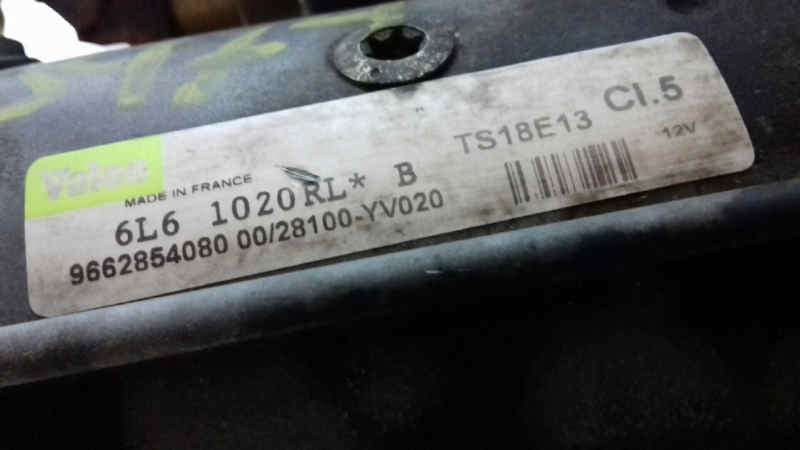 Valeo
MADE IN FRANCE
TS18E13 Cl.5
6L6 1020RL* B
12V
9662854080 00/28100-YV020